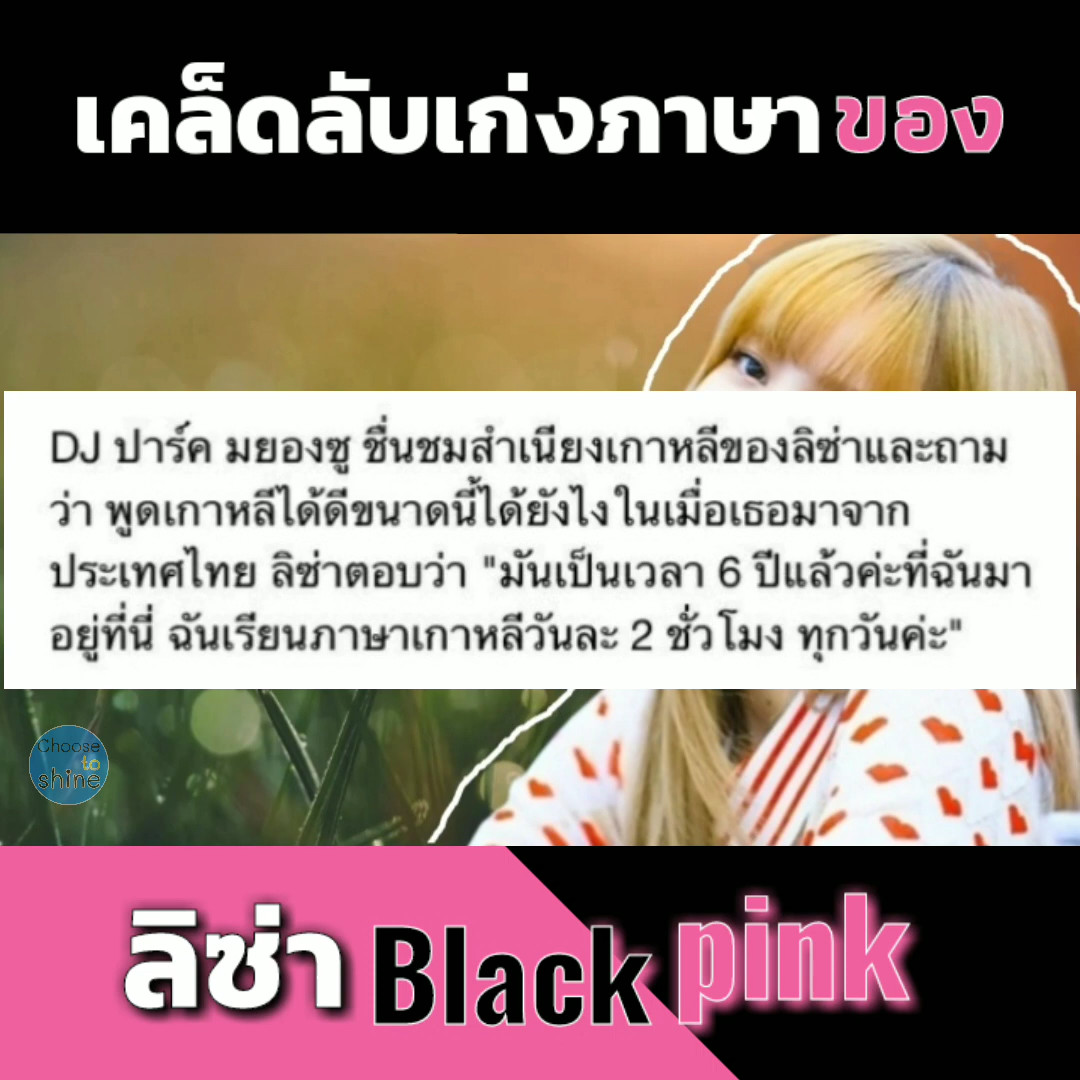 เคล็ดลับเก่งภาษาของ
DJ ปาร์ค มยองซู ชื่นชมสำเนียงเกาหลีของลิซ่าและถาม
ว่า พูดเกาหลีได้ดีขนาดนี้ได้ยังไงในเมื่อเธอมาจาก
ประเทศไทย ลิซ่าตอบว่า "มันเป็นเวลา 6 ปีแล้วค่ะที่ฉันมา
อยู่ที่นี่ ฉันเรียนภาษาเกาหลีวันละ 2 ชั่วโมง ทุกวันค่ะ"
Choose
to
shine
ลิซ่า Black pink